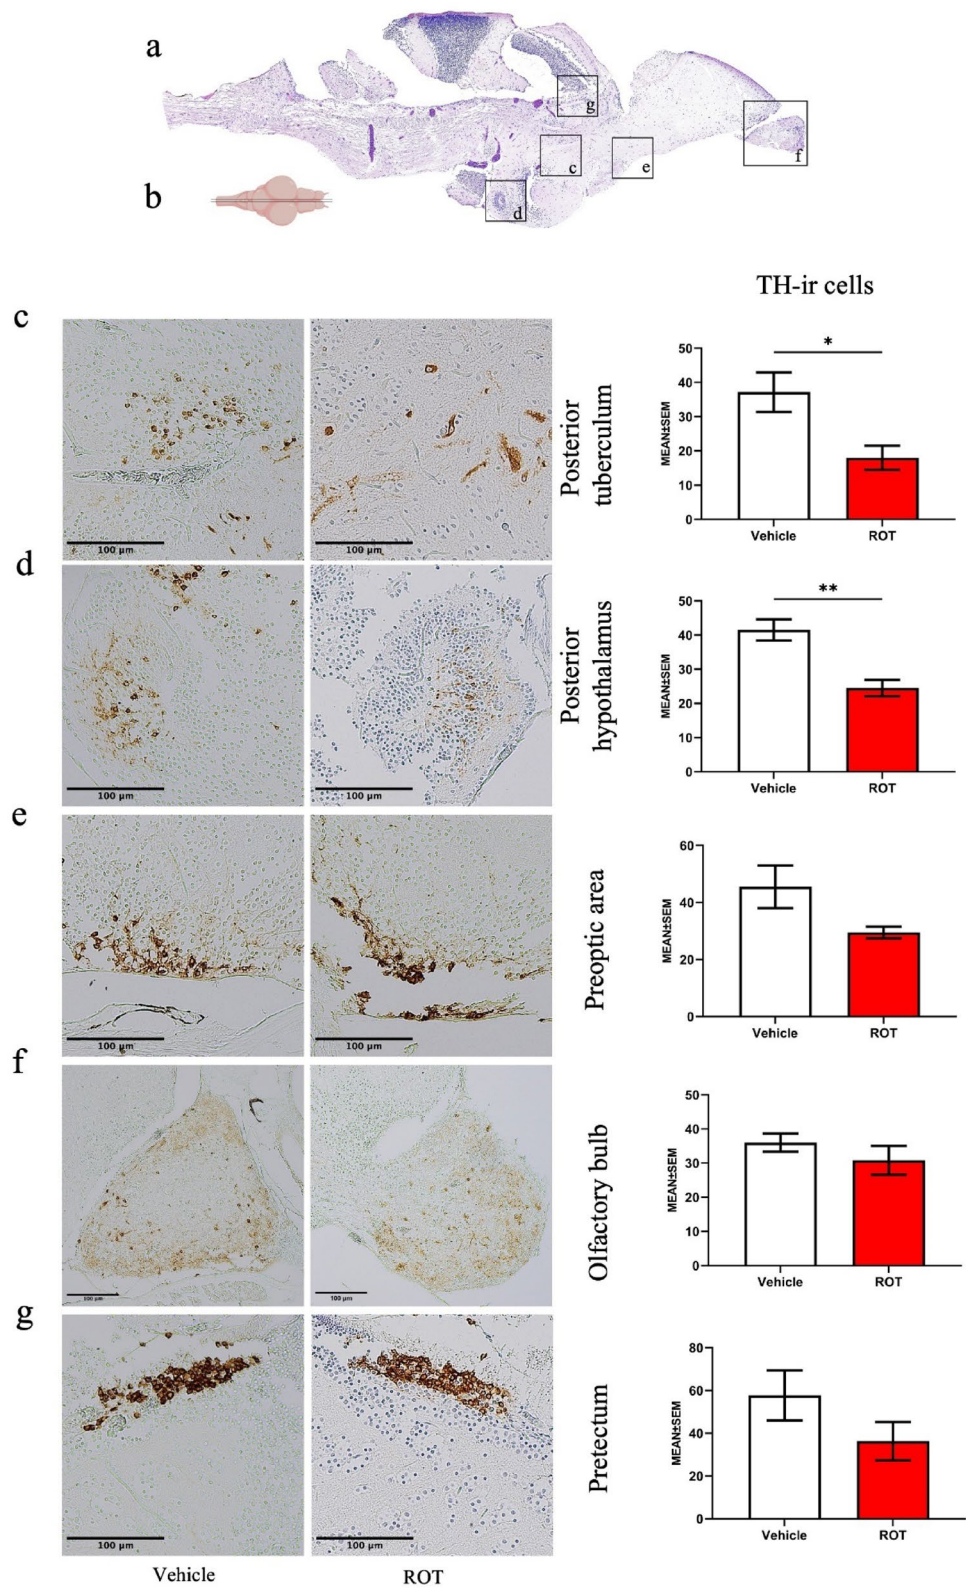 a
g
c
e
f
b
d
TH-ir cells
c
100 µm
100 µm
Posterior
tuberculum
MEAN±SEM
50
40
30
20
10
0
*
Vehicle
ROT
d
100 µm
100 µm
Posterior
hypothalamus
MEAN±SEM
50
40
30
20
10
0
**
Vehicle
ROT
e
100 µm
100 µm
Preoptic area
MEAN±SEM
60
40
20
0
Vehicle
ROT
f
100 µm
100 µm
Olfactory bulb
MEAN±SEM
50
40
30
20
10
0
Vehicle
ROT
g
100 µm
100 µm
Pretectum
MEAN±SEM
80
60
40
20
0
Vehicle
ROT
Vehicle
ROT